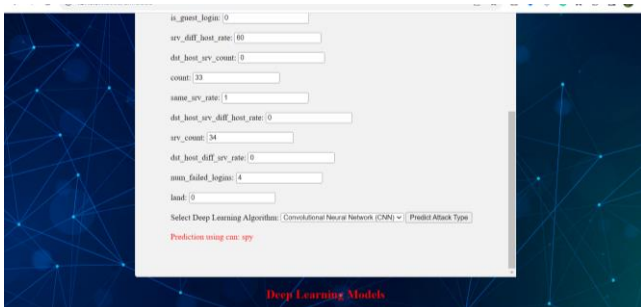 is_guest_login: 0
srv_diff_host_rate: 60
dst_host_srv_count: 0
count: 33
same_srv_rate: 1
dst_host_srv_diff_host_rate: 0
srv_count: 34
dst_host_diff_srv_rate: 0
num_failed_logins: 4
land: 0
Select Deep Learning Algorithm: Convolutional Neural Network (CNN) Predict Attack Type
Prediction using cnn: spy
Deep Learning Models